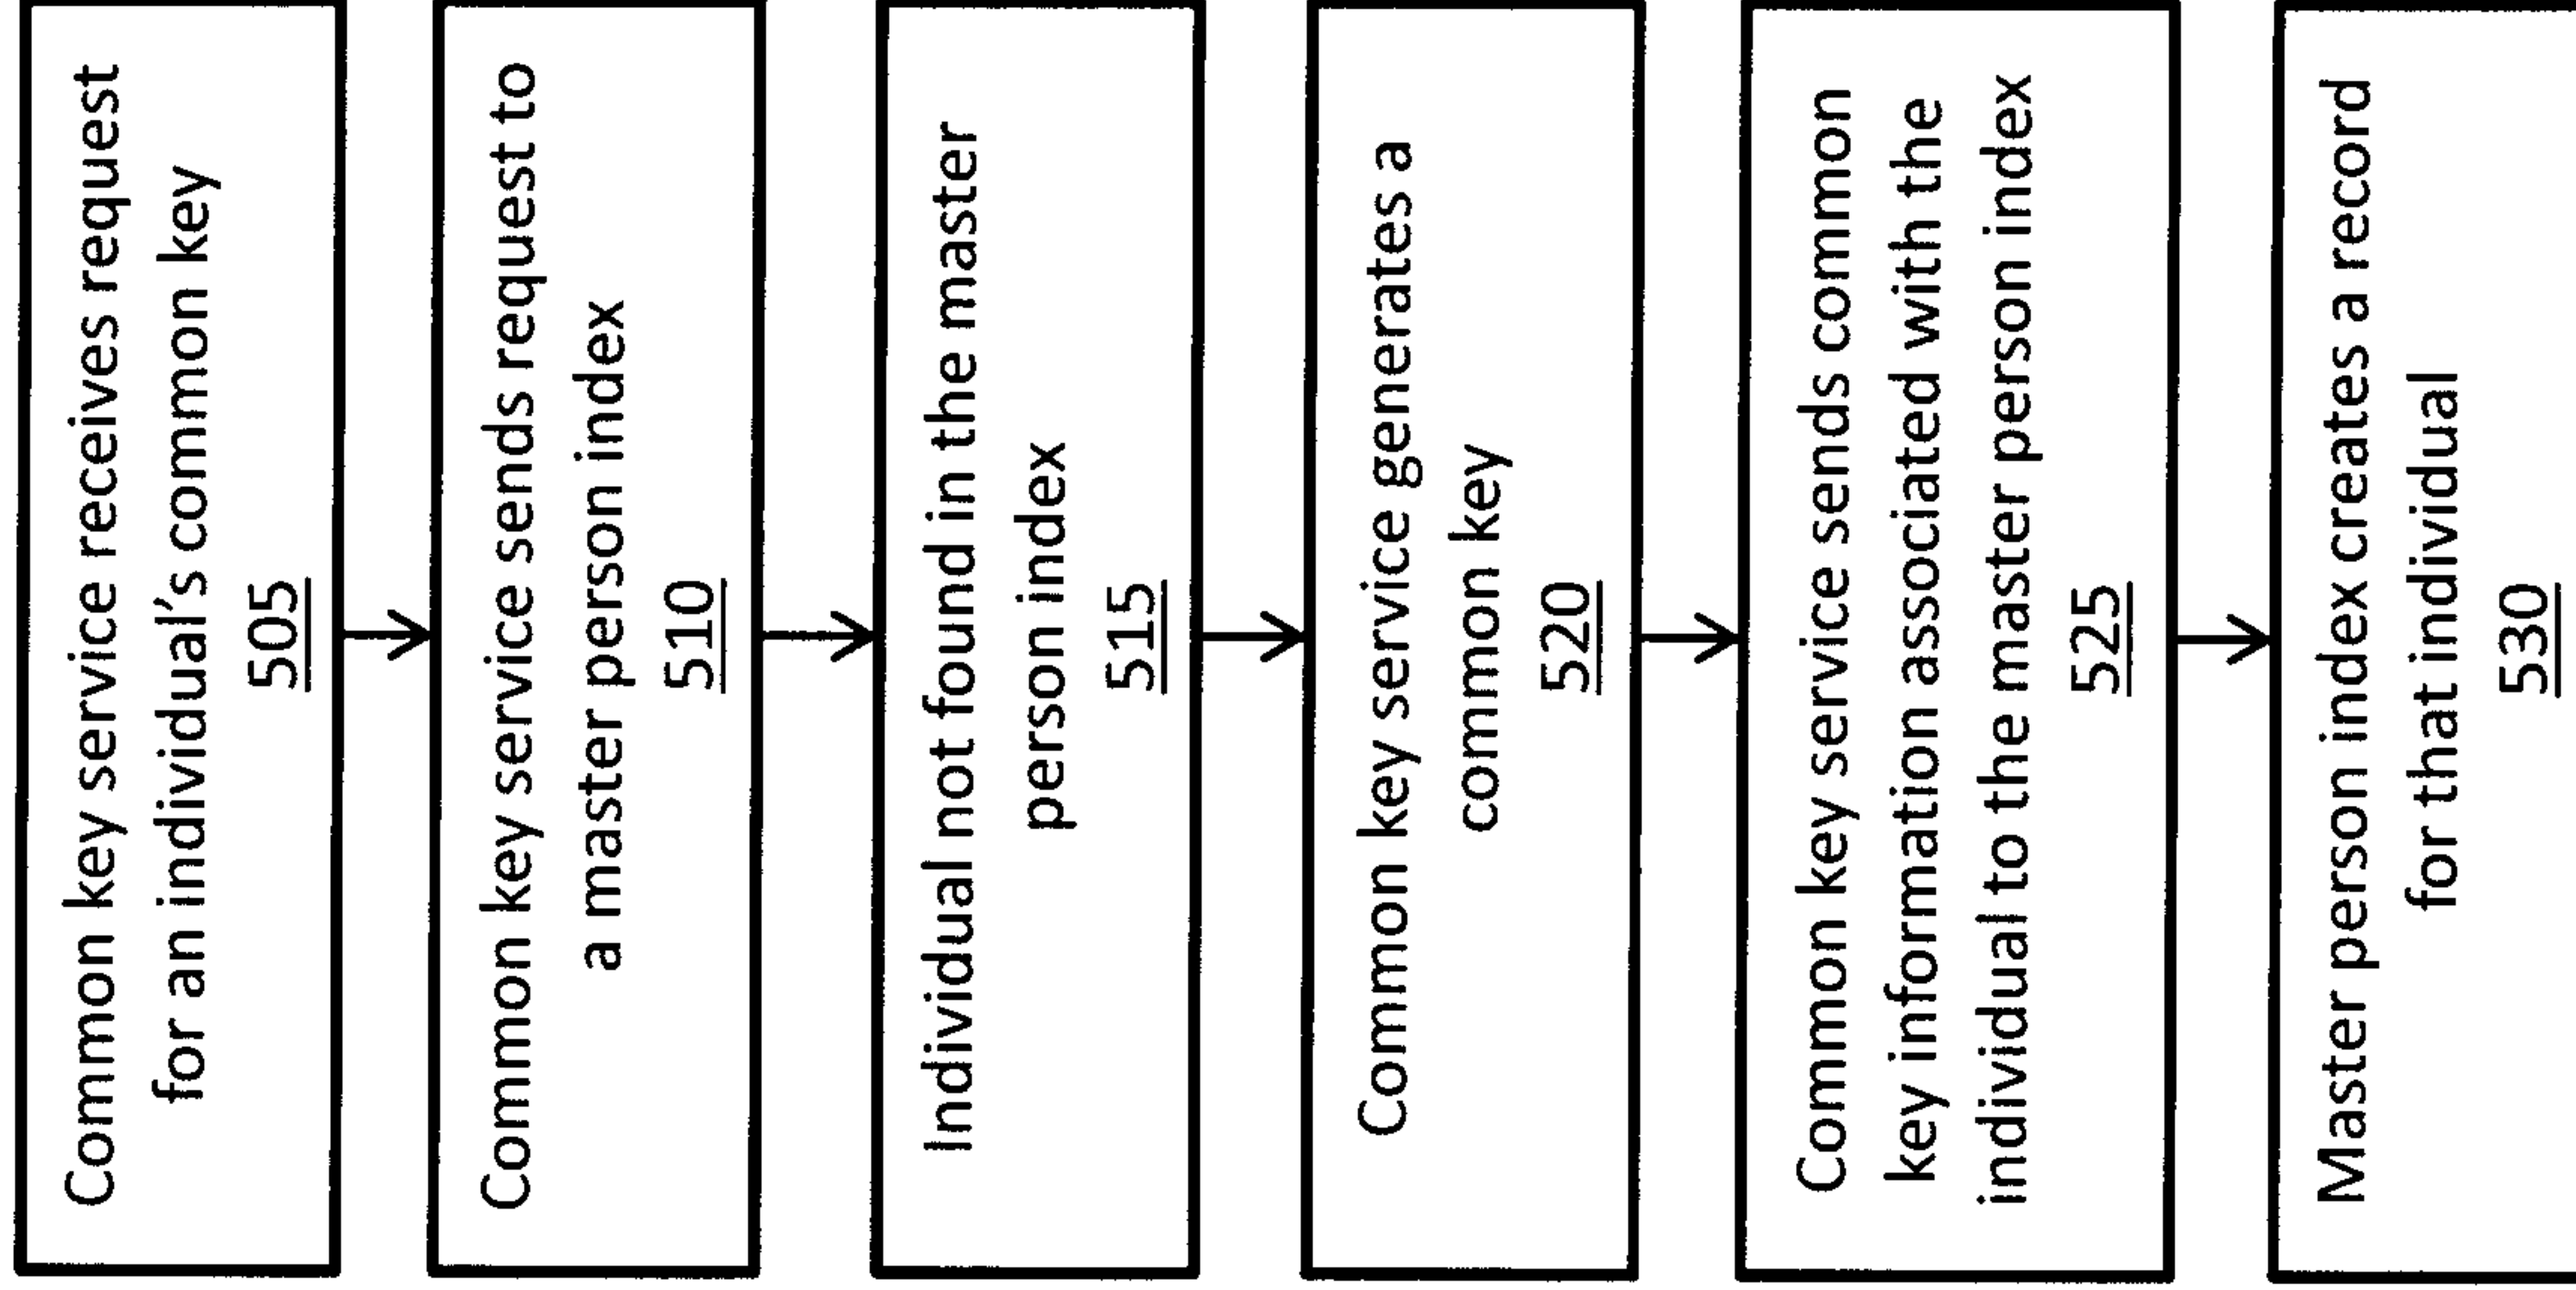 Common key service receives request
for an individual's common key
505
Common key service sends request to
a master person index
510
Individual not found in the master
person index
515
Common key service generates a
common key
520
Common key service sends common
key information associated with the
individual to the master person index
525
Master person index creates a record
for that individual
530